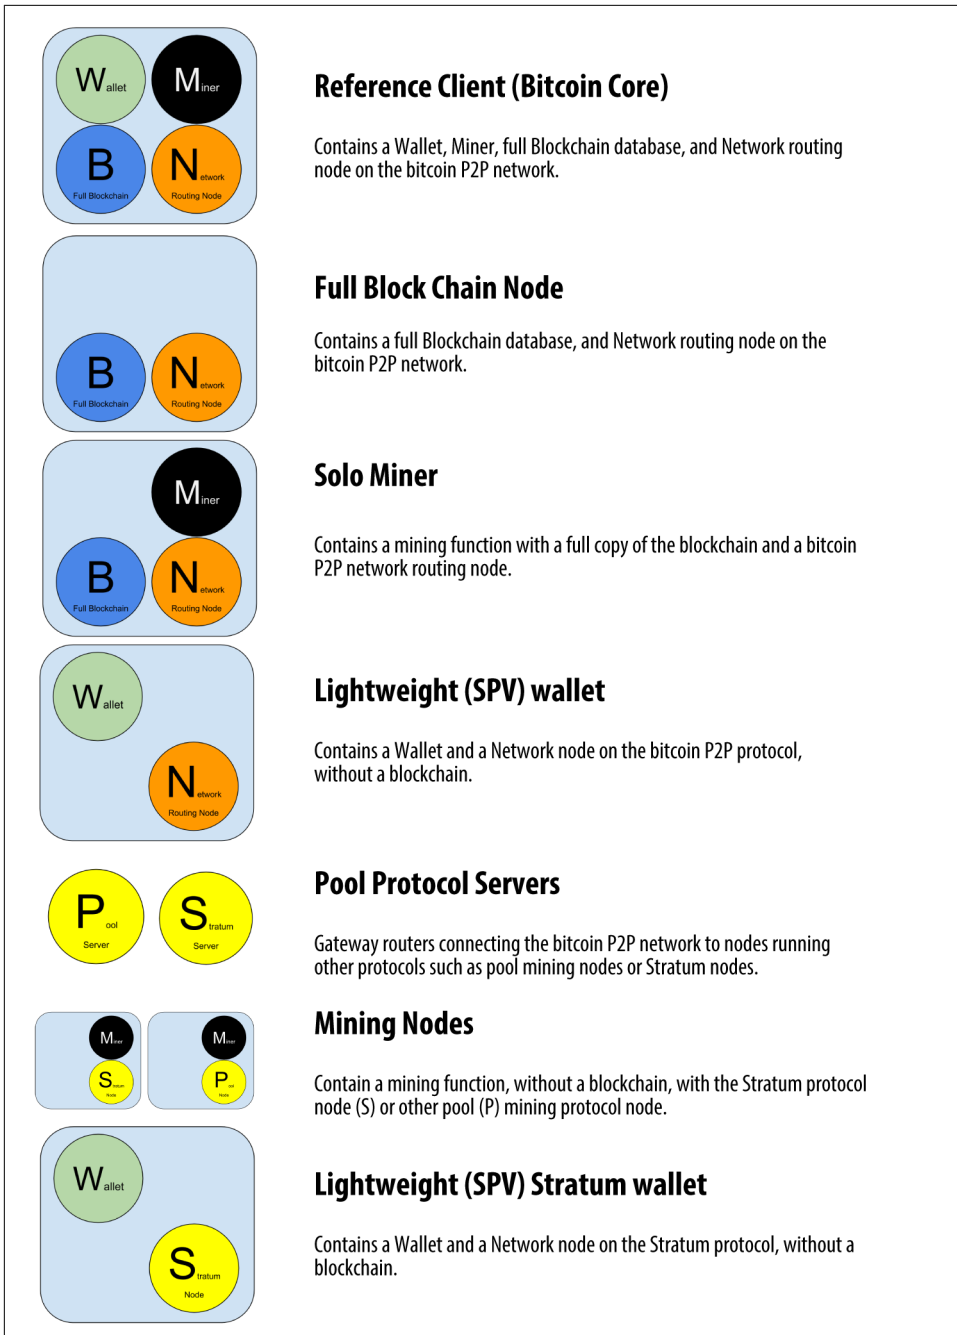 Wallet
Miner
B
Full Blockchain
Network
Routing Node
Reference Client (Bitcoin Core)
Contains a Wallet, Miner, full Blockchain database, and Network routing
node on the bitcoin P2P network.
B
Full Blockchain
Network
Routing Node
Full Block Chain Node
Contains a full Blockchain database, and Network routing node on the
bitcoin P2P network.
Miner
B
Full Blockchain
Network
Routing Node
Solo Miner
Contains a mining function with a full copy of the blockchain and a bitcoin
P2P network routing node.
Wallet
Network
Routing Node
Lightweight (SPV) wallet
Contains a Wallet and a Network node on the bitcoin P2P protocol,
without a blockchain.
Pool
Server
Stratum
Server
Pool Protocol Servers
Gateway routers connecting the bitcoin P2P network to nodes running
other protocols such as pool mining nodes or Stratum nodes.
Miner
Stratum
Node
Miner
Pool
Node
Mining Nodes
Contain a mining function, without a blockchain, with the Stratum protocol
node (S) or other pool (P) mining protocol node.
Wallet
Stratum
Node
Lightweight (SPV) Stratum wallet
Contains a Wallet and a Network node on the Stratum protocol, without a
blockchain.